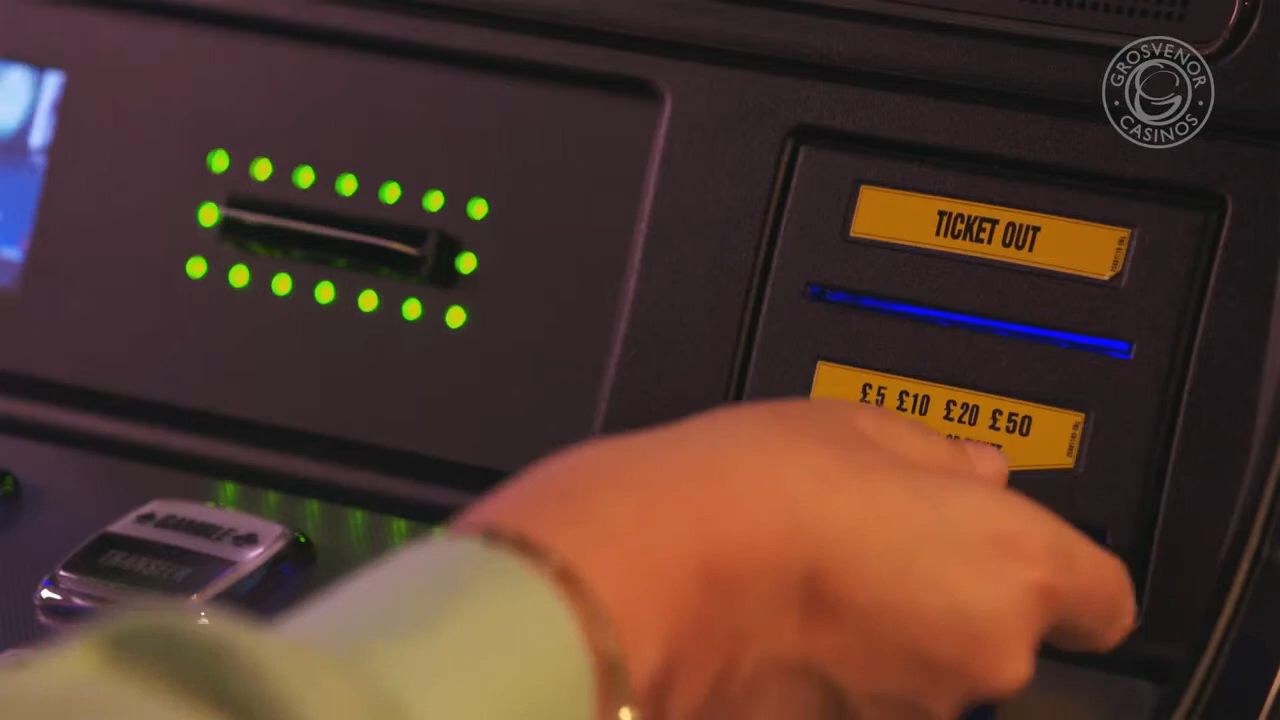 GROSVENOR
CASINOS
TICKET OUT
£5 £10 £20 £50
GAMBLE
TRANSFER